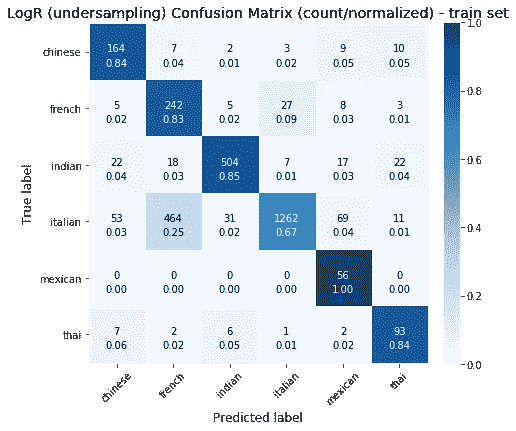 LogR (undersampling) Confusion Matrix (count/normalized) - train set
chinese 164 7 2 3 9 10
0.84 0.04 0.01 0.02 0.05 0.05
french 5 242 5 27 8 3
0.02 0.83 0.02 0.09 0.03 0.01
indian 22 18 504 7 17 22
0.04 0.03 0.85 0.01 0.03 0.04
italian 53 464 31 1262 69 11
0.03 0.25 0.02 0.67 0.04 0.01
mexican 0 0 0 0 56 0
0.00 0.00 0.00 0.00 1.00 0.00
thai 7 2 6 1 2 93
0.06 0.02 0.05 0.01 0.02 0.84
chinese french indian italian mexican thai
Predicted label
True label
1.0
0.8
0.6
0.4
0.2
0.0